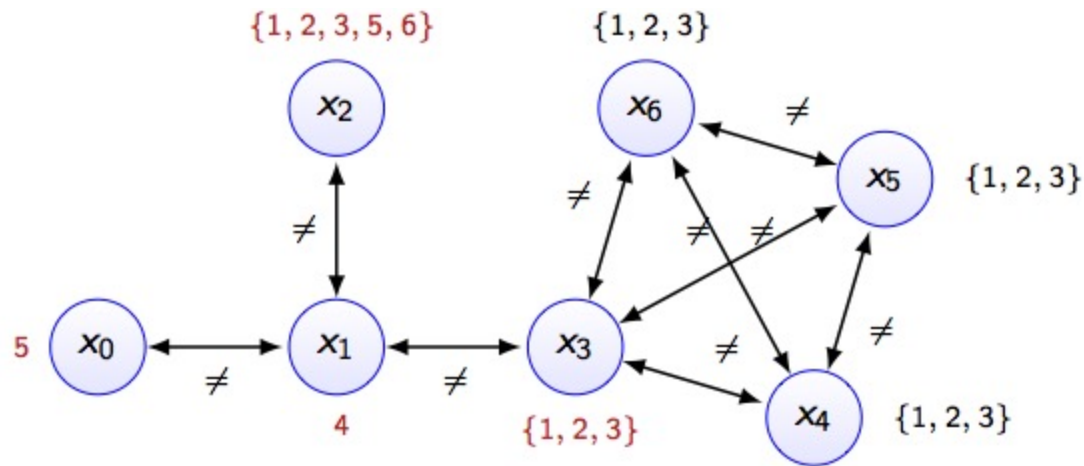 {1, 2, 3, 5, 6}
{1, 2, 3}
x2
x6
≠
x5
{1, 2, 3}
≠
≠
≠
≠
5
x0
x1
x3
≠
≠
≠
≠
4
{1, 2, 3}
x4
{1, 2, 3}